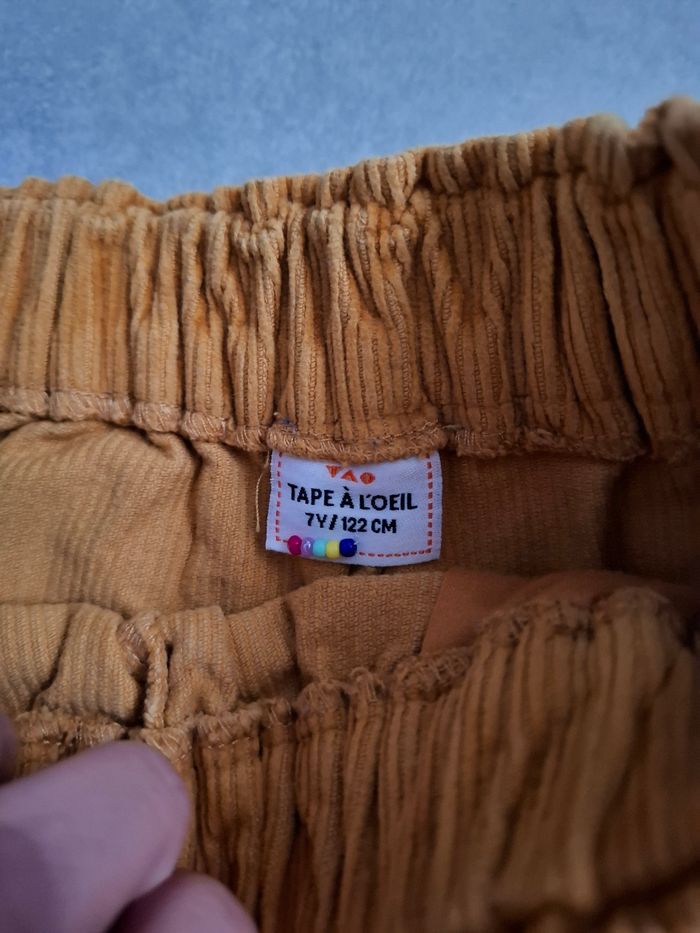 TAO
TAPE À L'OEIL
7Y/122 CM